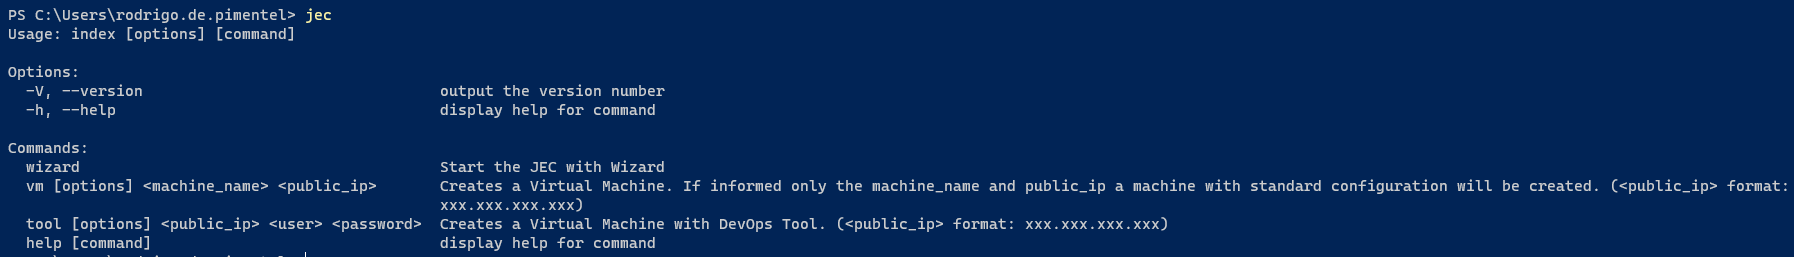 PS C:\Users\rodrigo.de.pimentel> jec
Usage: index [options] [command]
Options:
-V, --version output the version number
-h, --help display help for command
Commands:
wizard Start the JEC with Wizard
vm [options] <machine_name> <public_ip> Creates a Virtual Machine. If informed only the machine_name and public_ip a machine with standard configuration will be created. (<public_ip> format:
xxx.xxx.xxx.xxx)
tool [options] <public_ip> <user> <password> Creates a Virtual Machine with DevOps Tool. (<public_ip> format: xxx.xxx.xxx.xxx)
help [command] display help for command